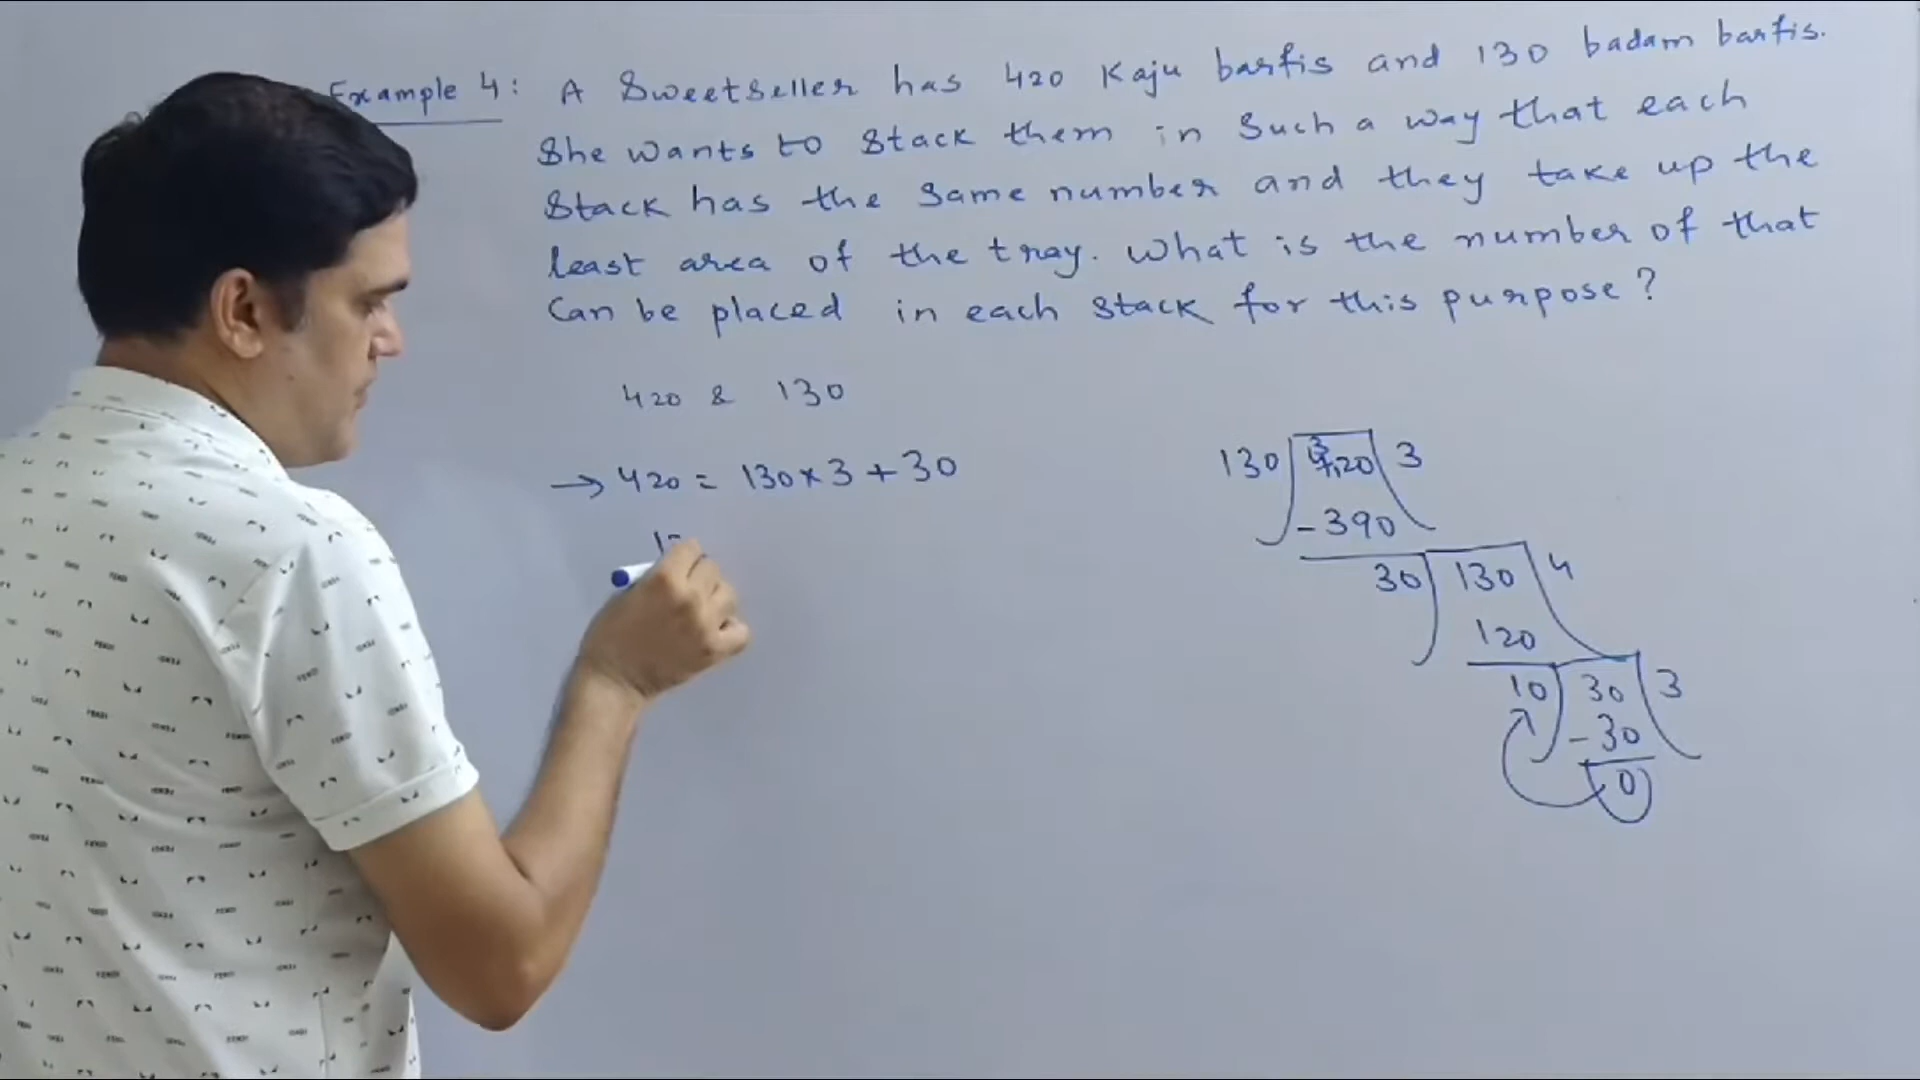 Example 4: A Sweetseller has 420 Kaju barfis and 130 badam barfis.
She wants to stack them in such a way that each
stack has the same number and they take up the
least area of the tray. What is the number of that
can be placed in each stack for this purpose?
420 & 130
→ 420 = 130×3+30
130 420 3
-390
30 130 4
120
10 30 3
-30
0